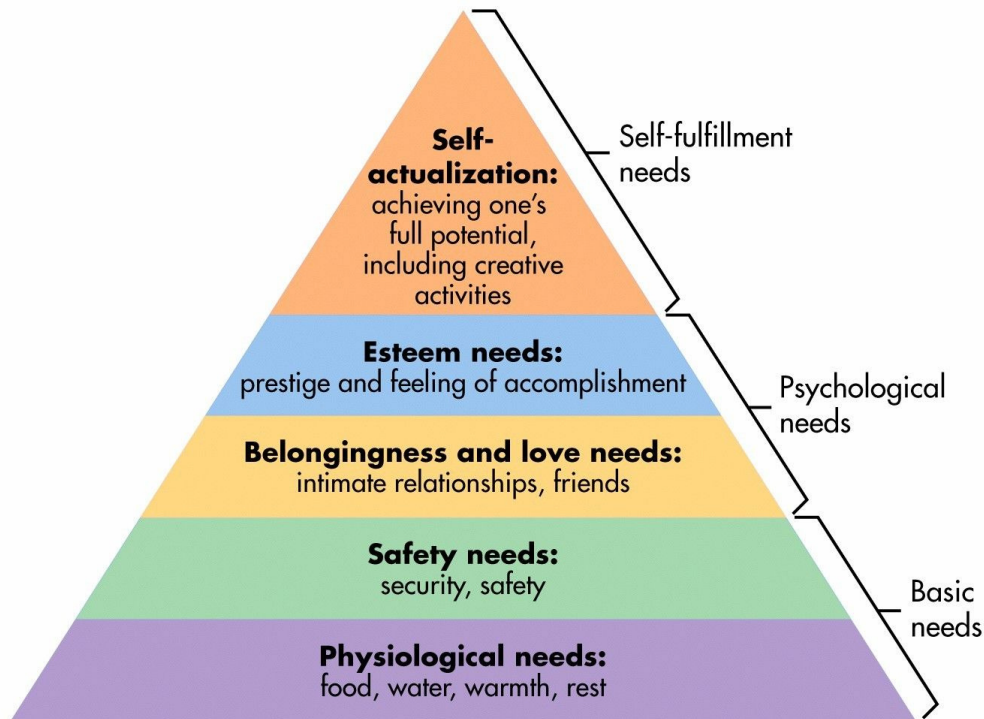 Self-
actualization:
achieving one's
full potential,
including creative
activities
Self-fulfillment
needs
Esteem needs:
prestige and feeling of accomplishment
Psychological
needs
Belongingness and love needs:
intimate relationships, friends
Safety needs:
security, safety
Basic
needs
Physiological needs:
food, water, warmth, rest